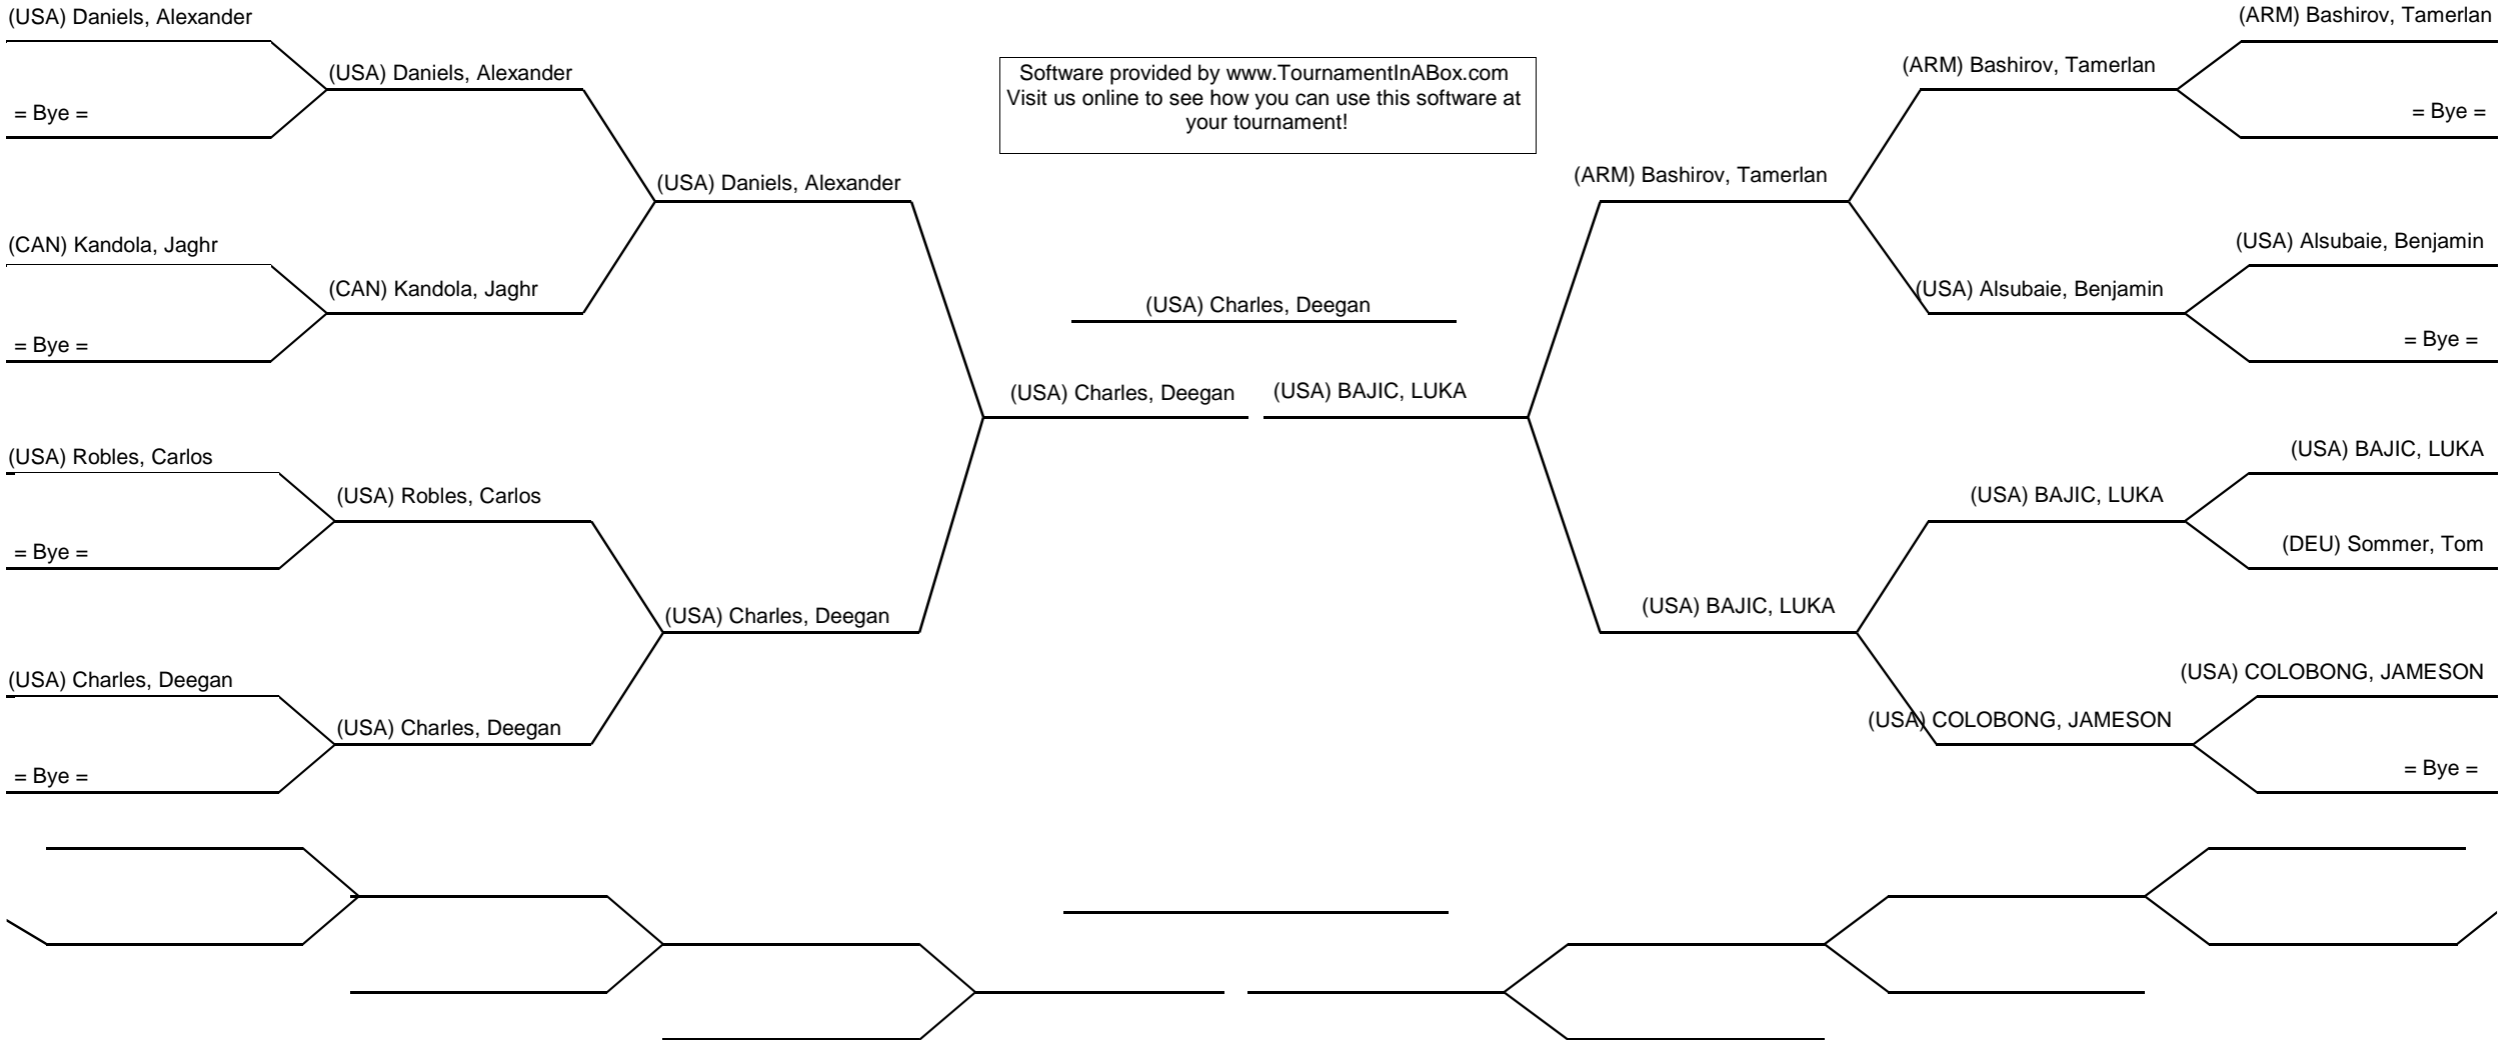 (USA) Daniels, Alexander
= Bye =
(CAN) Kandola, Jaghr
= Bye =
(USA) Robles, Carlos
= Bye =
(USA) Charles, Deegan
= Bye =
(USA) Daniels, Alexander
(CAN) Kandola, Jaghr
(USA) Robles, Carlos
(USA) Charles, Deegan
(USA) Daniels, Alexander
(USA) Charles, Deegan
Software provided by www.TournamentInABox.com
Visit us online to see how you can use this software at
your tournament!
(USA) Charles, Deegan
(USA) Charles, Deegan
(USA) BAJIC, LUKA
(ARM) Bashirov, Tamerlan
(USA) BAJIC, LUKA
(ARM) Bashirov, Tamerlan
(USA) Alsubaie, Benjamin
(USA) BAJIC, LUKA
(USA) COLOBONG, JAMESON
(ARM) Bashirov, Tamerlan
= Bye =
(USA) Alsubaie, Benjamin
= Bye =
(USA) BAJIC, LUKA
(DEU) Sommer, Tom
(USA) COLOBONG, JAMESON
= Bye =